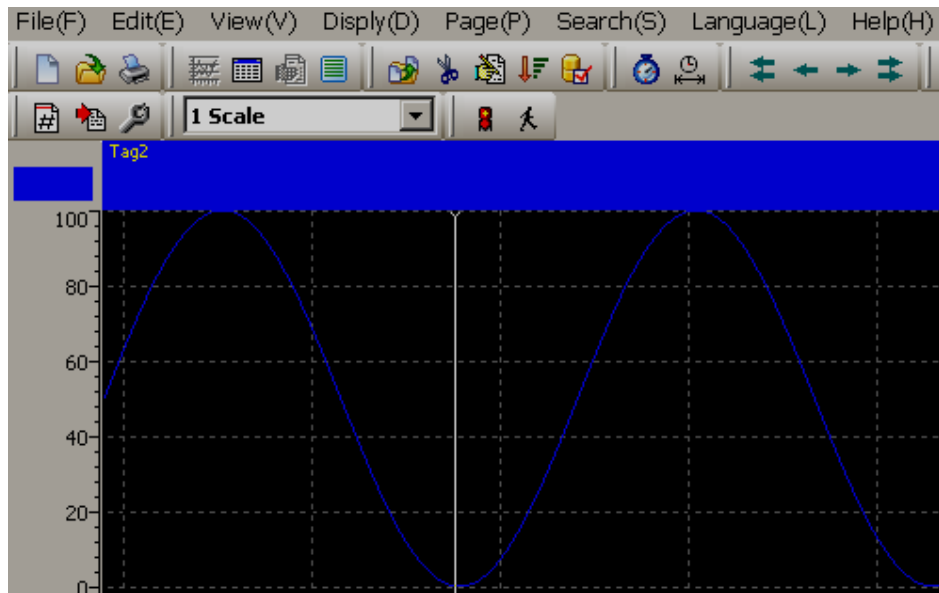 File(F) Edit(E) View(V) Disply(D) Page(P) Search(S) Language(L) Help(H)
1 Scale
Tag2
100
80
60
40
20
0